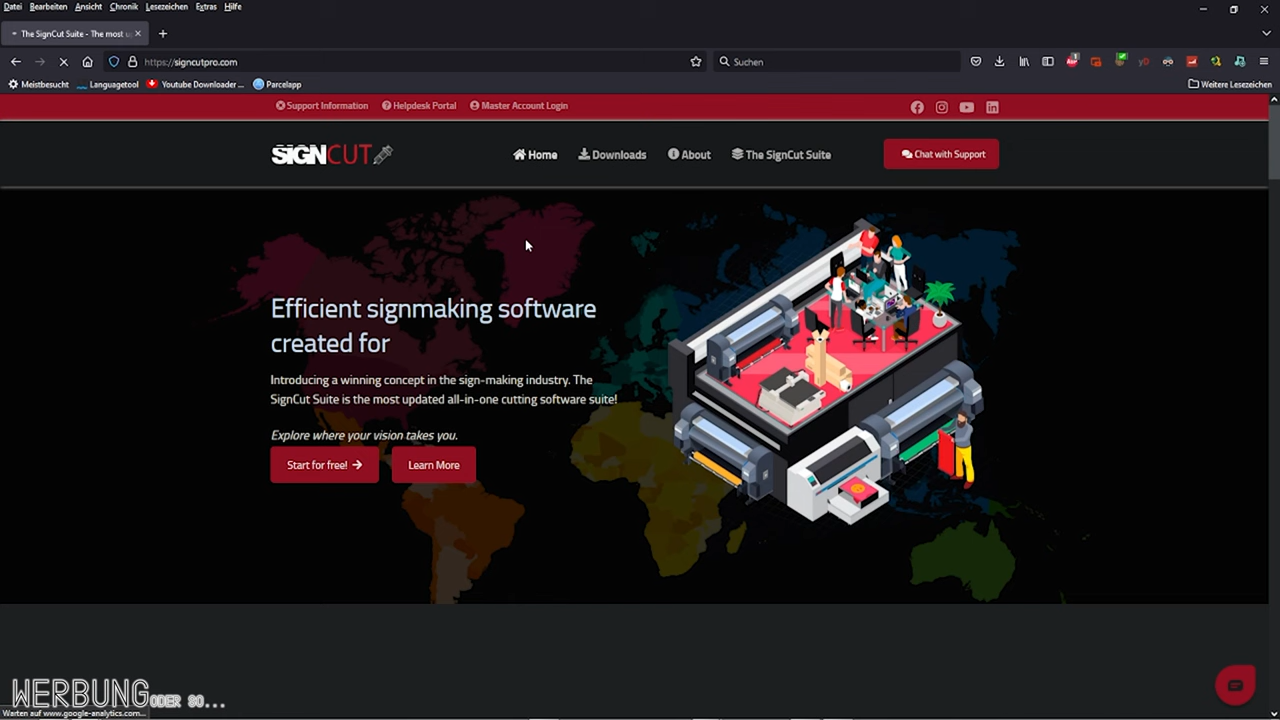 Datei Bearbeiten Ansicht Chronik Lesezeichen Extras Hilfe
The SignCut Suite - The most u
https://signcutpro.com
Suchen
Meistbesucht Languagetool Youtube Downloader ... Parcelapp Weitere Lesezeichen
Support Information Helpdesk Portal Master Account Login
SIGNCUT Home Downloads About The SignCut Suite Chat with Support
Efficient signmaking software
created for
Introducing a winning concept in the sign-making industry. The
SignCut Suite is the most updated all-in-one cutting software suite!
Explore where your vision takes you.
Start for free! Learn More
WERBUNG ODER SO...
Warten auf www.google-analytics.com...